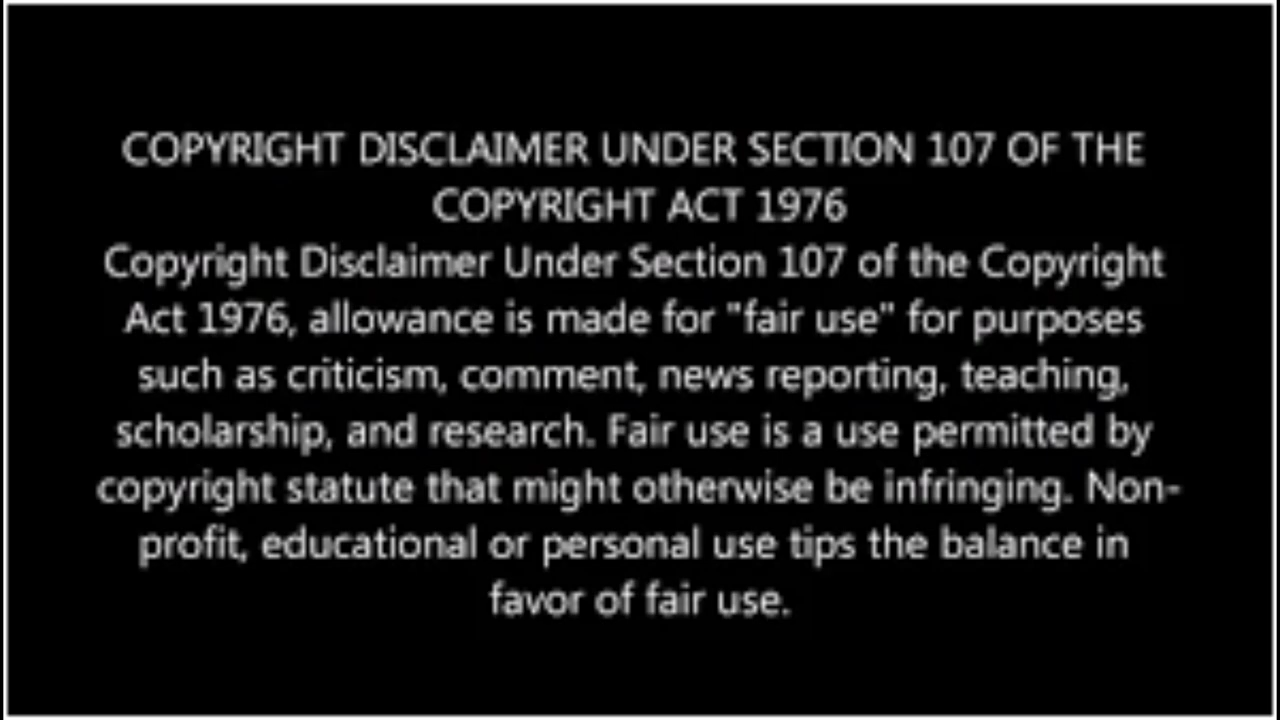 COPYRIGHT DISCLAIMER UNDER SECTION 107 OF THE
COPYRIGHT ACT 1976
Copyright Disclaimer Under Section 107 of the Copyright
Act 1976, allowance is made for "fair use" for purposes
such as criticism, comment, news reporting, teaching,
scholarship, and research. Fair use is a use permitted by
copyright statute that might otherwise be infringing. Non-
profit, educational or personal use tips the balance in
favor of fair use.